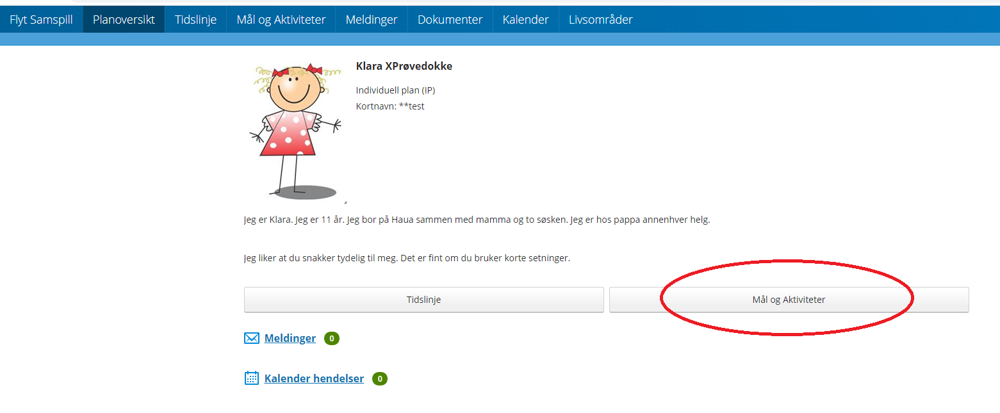 Flyt Samspill Planoversikt Tidslinje Mål og Aktiviteter Meldinger Dokumenter Kalender Livsområder
Klara XPrøvedokke
Individuell plan (IP)
Kortnavn: **test
Jeg er Klara. Jeg er 11 år. Jeg bor på Haua sammen med mamma og to søsken. Jeg er hos pappa annenhver helg.
Jeg liker at du snakker tydelig til meg. Det er fint om du bruker korte setninger.
Tidslinje Mål og Aktiviteter
Meldinger 0
Kalender hendelser 0